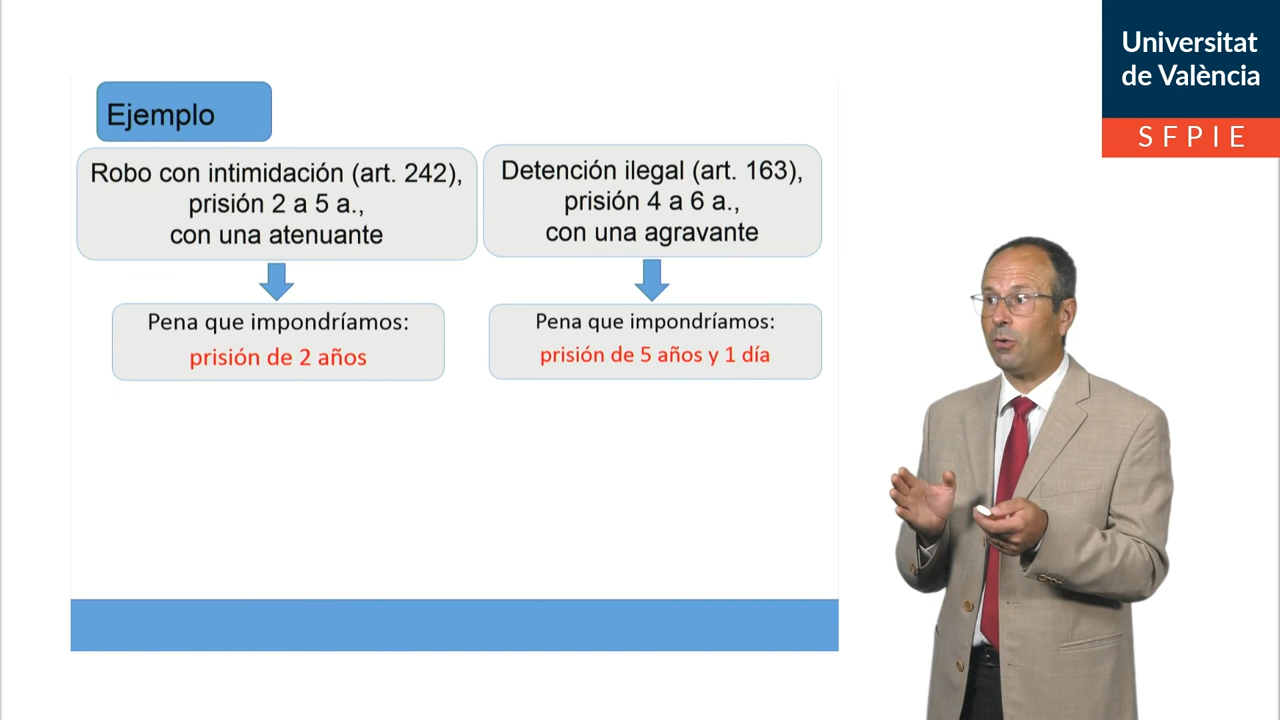 Universitat
de València
SFPIE
Ejemplo
Robo con intimidación (art. 242),
prisión 2 a 5 a.,
con una atenuante
Detención ilegal (art. 163),
prisión 4 a 6 a.,
con una agravante
Pena que impondríamos:
prisión de 2 años
Pena que impondríamos:
prisión de 5 años y 1 día